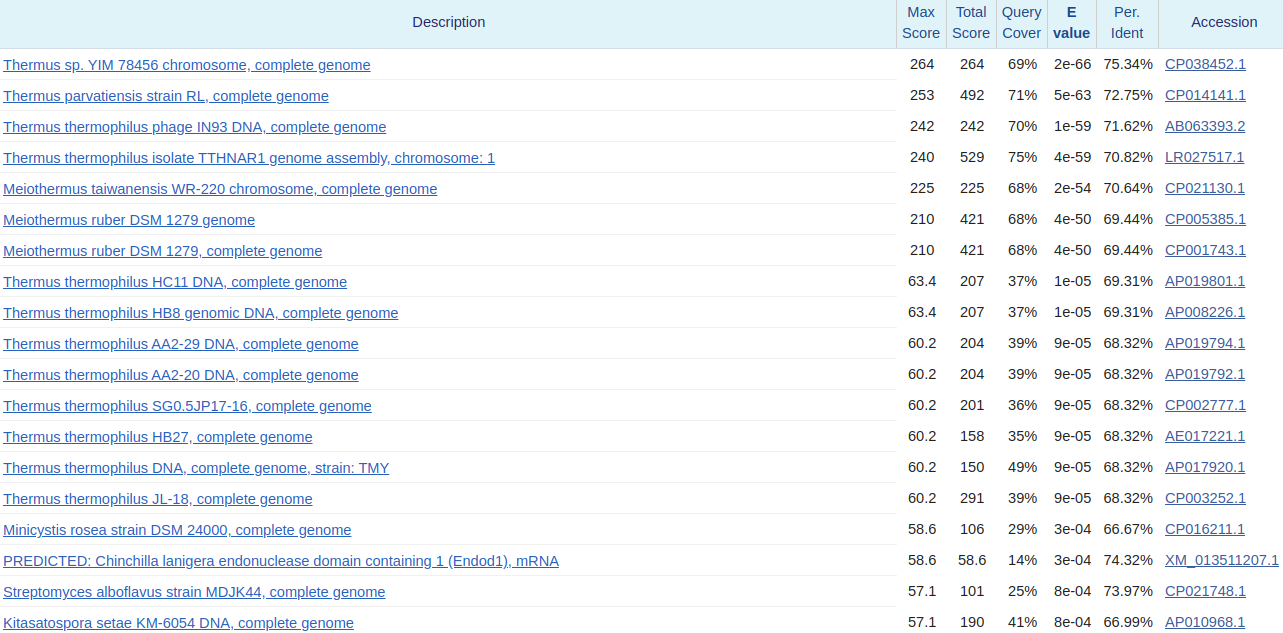 Description Max Score Total Score Query Cover E value Per. Ident Accession
Thermus sp. YIM 78456 chromosome, complete genome 264 264 69% 2e-66 75.34% CP038452.1
Thermus parvatiensis strain RL, complete genome 253 492 71% 5e-63 72.75% CP014141.1
Thermus thermophilus phage IN93 DNA, complete genome 242 242 70% 1e-59 71.62% AB063393.2
Thermus thermophilus isolate TTHNAR1 genome assembly, chromosome: 1 240 529 75% 4e-59 70.82% LR027517.1
Meiothermus taiwanensis WR-220 chromosome, complete genome 225 225 68% 2e-54 70.64% CP021130.1
Meiothermus ruber DSM 1279 genome 210 421 68% 4e-50 69.44% CP005385.1
Meiothermus ruber DSM 1279, complete genome 210 421 68% 4e-50 69.44% CP001743.1
Thermus thermophilus HC11 DNA, complete genome 63.4 207 37% 1e-05 69.31% AP019801.1
Thermus thermophilus HB8 genomic DNA, complete genome 63.4 207 37% 1e-05 69.31% AP008226.1
Thermus thermophilus AA2-29 DNA, complete genome 60.2 204 39% 9e-05 68.32% AP019794.1
Thermus thermophilus AA2-20 DNA, complete genome 60.2 204 39% 9e-05 68.32% AP019792.1
Thermus thermophilus SG0.5JP17-16, complete genome 60.2 201 36% 9e-05 68.32% CP002777.1
Thermus thermophilus HB27, complete genome 60.2 158 35% 9e-05 68.32% AE017221.1
Thermus thermophilus DNA, complete genome, strain: TMY 60.2 150 49% 9e-05 68.32% AP017920.1
Thermus thermophilus JL-18, complete genome 60.2 291 39% 9e-05 68.32% CP003252.1
Minicystis rosea strain DSM 24000, complete genome 58.6 106 29% 3e-04 66.67% CP016211.1
PREDICTED: Chinchilla lanigera endonuclease domain containing 1 (Endod1), mRNA 58.6 58.6 14% 3e-04 74.32% XM_013511207.1
Streptomyces alboflavus strain MDJK44, complete genome 57.1 101 25% 8e-04 73.97% CP021748.1
Kitasatospora setae KM-6054 DNA, complete genome 57.1 190 41% 8e-04 66.99% AP010968.1